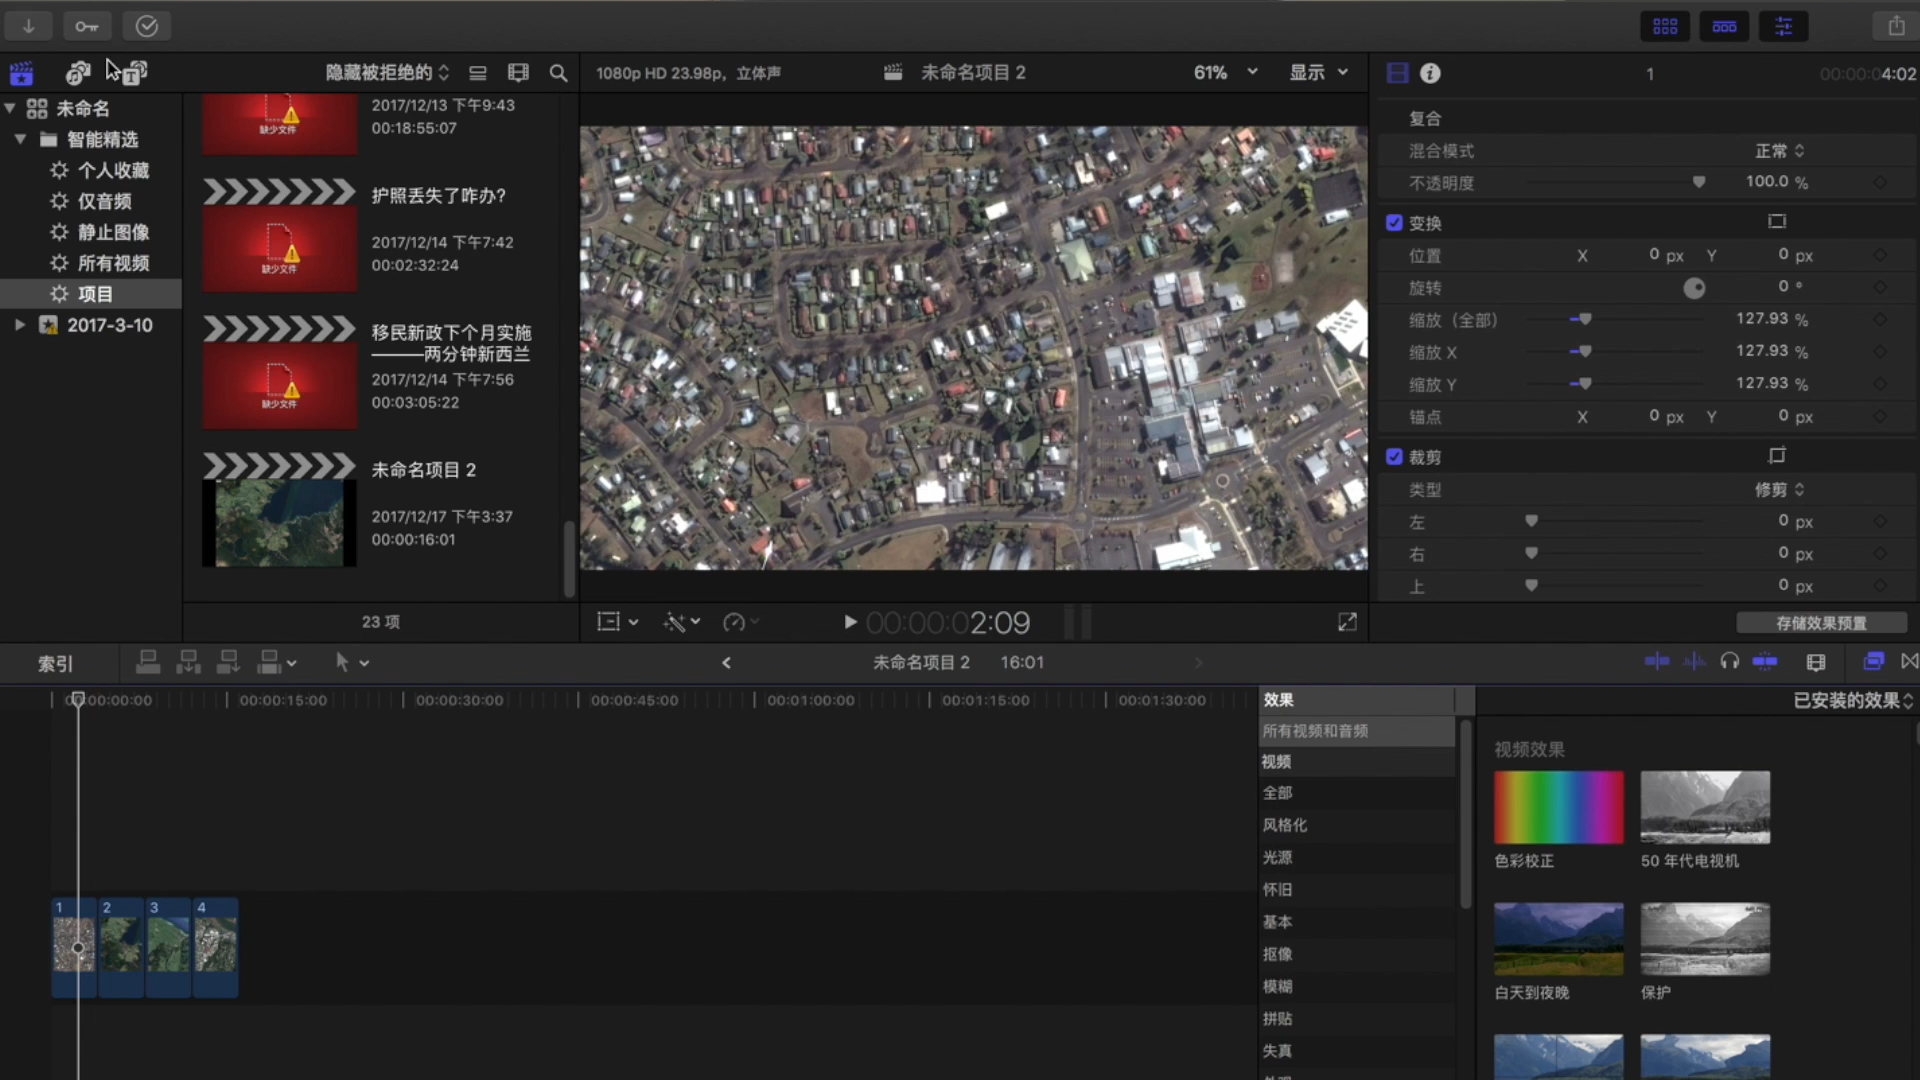 隐藏被拒绝的
1080p HD 23.98p，立体声
未命名项目 2
61%
显示
1
00:00:04:02
未命名
智能精选
个人收藏
仅音频
静止图像
所有视频
项目
2017-3-10
缺少文件
2017/12/13 下午9:43
00:18:55:07
护照丢失了咋办?
缺少文件
2017/12/14 下午7:42
00:02:32:24
移民新政下个月实施
———两分钟新西兰
缺少文件
2017/12/14 下午7:56
00:03:05:22
未命名项目 2
2017/12/17 下午3:37
00:00:16:01
23 项
00:00:02:09
复合
混合模式 正常
不透明度 100.0 %
变换
位置 X 0 px Y 0 px
旋转 0 °
缩放（全部） 127.93 %
缩放 X 127.93 %
缩放 Y 127.93 %
锚点 X 0 px Y 0 px
裁剪
类型 修剪
左 0 px
右 0 px
上 0 px
存储效果预置
索引
未命名项目 2 16:01
00:00:00:00 00:00:15:00 00:00:30:00 00:00:45:00 00:01:00:00 00:01:15:00 00:01:30:00
1 2 3 4
效果
所有视频和音频
视频
全部
风格化
光源
怀旧
基本
抠像
模糊
拼贴
失真
已安装的效果
视频效果
色彩校正
50 年代电视机
白天到夜晚
保护